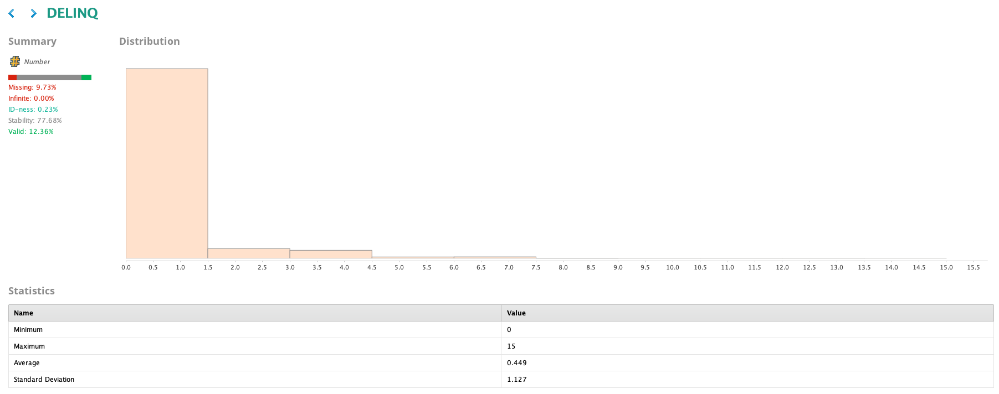 DELINQ
Summary
Distribution
Number
Missing: 9.73%
Infinite: 0.00%
ID-ness: 0.23%
Stability: 77.68%
Valid: 12.36%
0.0 0.5 1.0 1.5 2.0 2.5 3.0 3.5 4.0 4.5 5.0 5.5 6.0 6.5 7.0 7.5 8.0 8.5 9.0 9.5 10.0 10.5 11.0 11.5 12.0 12.5 13.0 13.5 14.0 14.5 15.0 15.5
Statistics
Name Value
Minimum 0
Maximum 15
Average 0.449
Standard Deviation 1.127